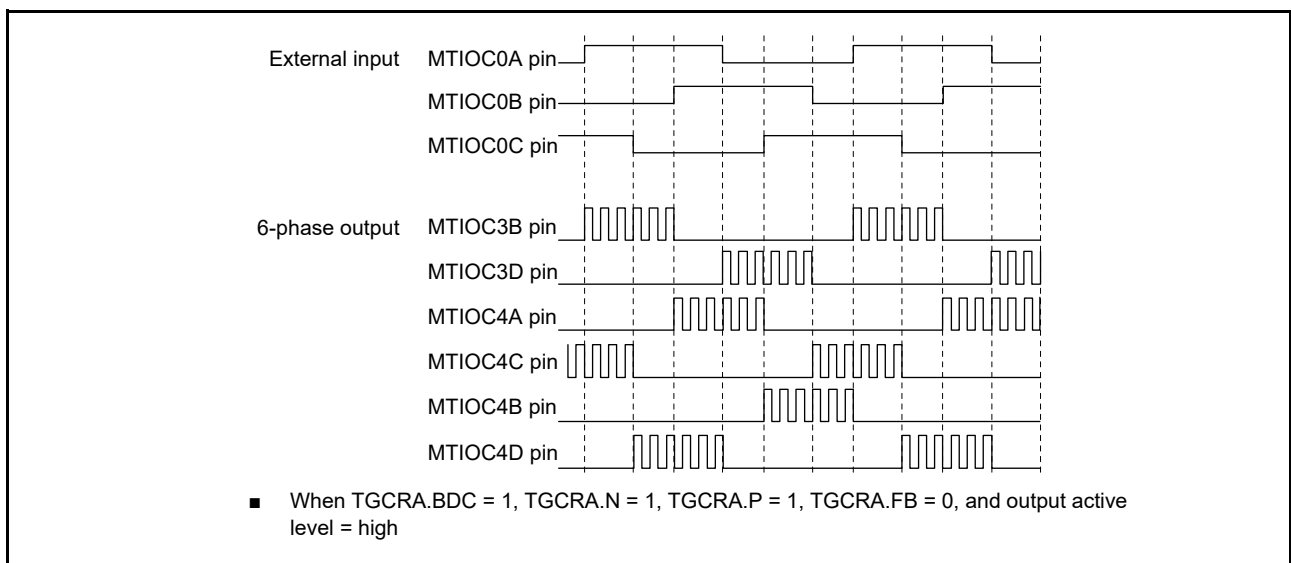 External input MTIOC0A pin
MTIOC0B pin
MTIOC0C pin
6-phase output MTIOC3B pin
MTIOC3D pin
MTIOC4A pin
MTIOC4C pin
MTIOC4B pin
MTIOC4D pin
■ When TGCRA.BDC = 1, TGCRA.N = 1, TGCRA.P = 1, TGCRA.FB = 0, and output active
level = high